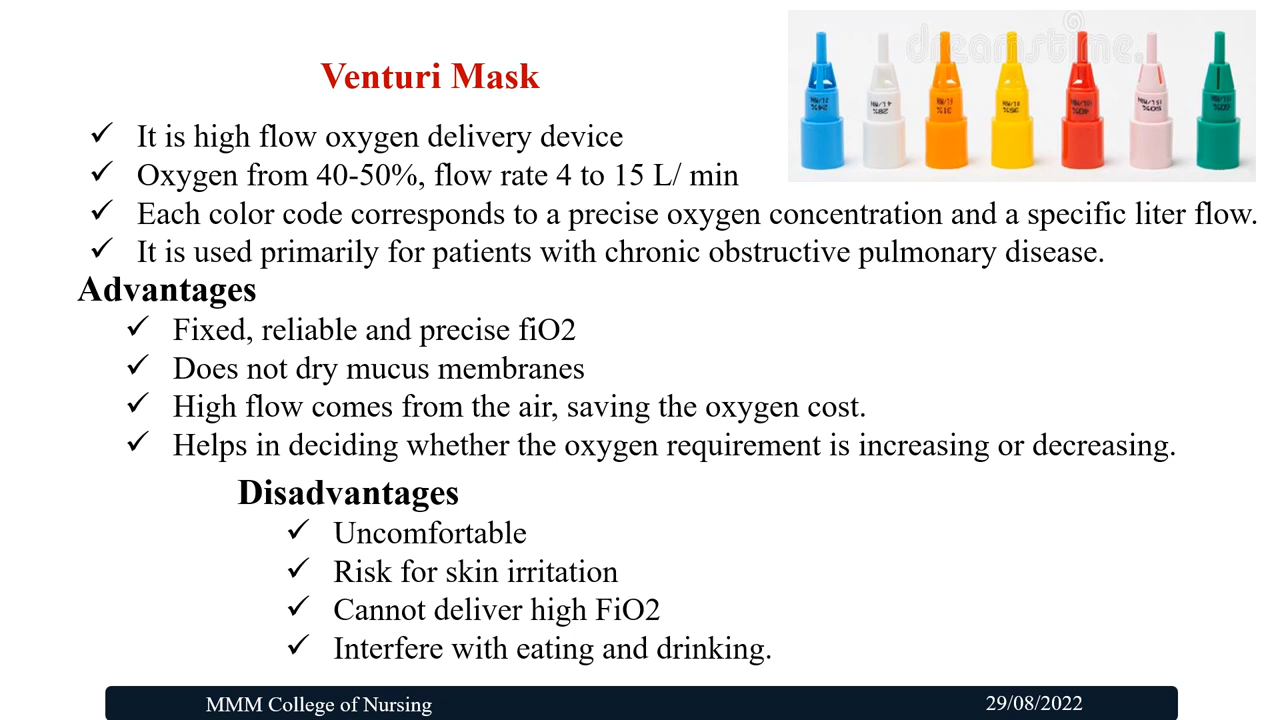 dreamstime.
Venturi Mask
✓ It is high flow oxygen delivery device
✓ Oxygen from 40-50%, flow rate 4 to 15 L/ min
✓ Each color code corresponds to a precise oxygen concentration and a specific liter flow.
✓ It is used primarily for patients with chronic obstructive pulmonary disease.
Advantages
✓ Fixed, reliable and precise fiO2
✓ Does not dry mucus membranes
✓ High flow comes from the air, saving the oxygen cost.
✓ Helps in deciding whether the oxygen requirement is increasing or decreasing.
Disadvantages
✓ Uncomfortable
✓ Risk for skin irritation
✓ Cannot deliver high FiO2
✓ Interfere with eating and drinking.
MMM College of Nursing 29/08/2022